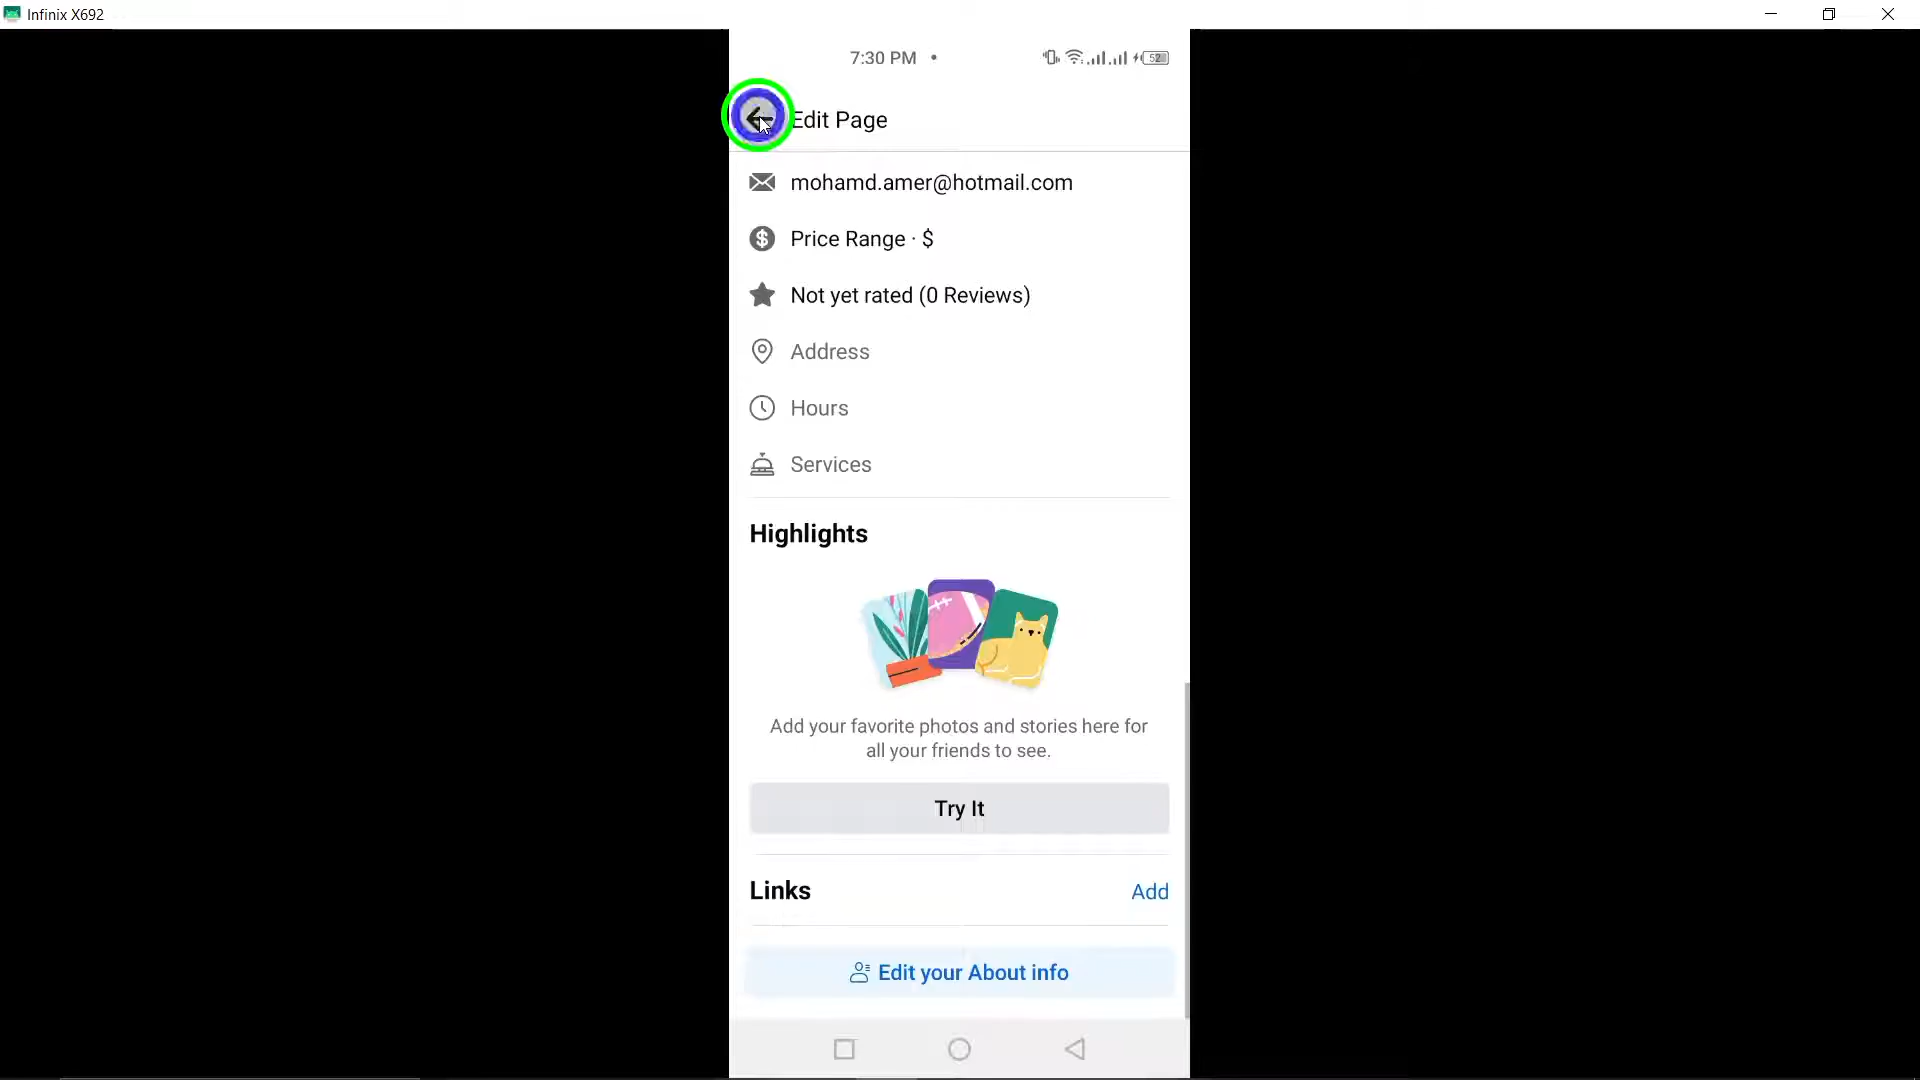 Infinix X692
7:30 PM
52
Edit Page
mohamd.amer@hotmail.com
Price Range · $
Not yet rated (0 Reviews)
Address
Hours
Services
Highlights
Add your favorite photos and stories here for
all your friends to see.
Try It
Links Add
Edit your About info